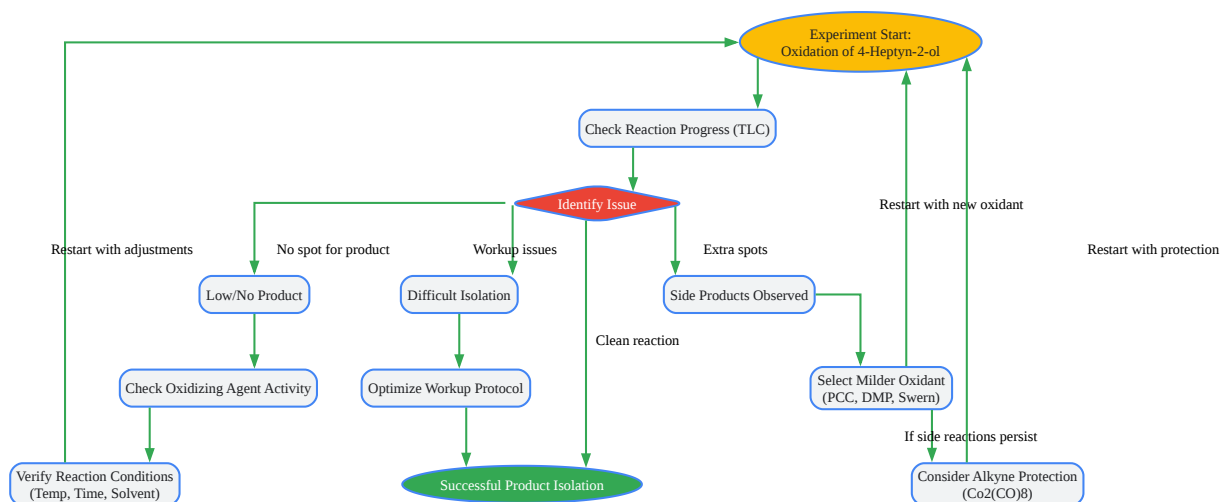 Experiment Start:
Oxidation of 4-Heptyn-2-ol
Check Reaction Progress (TLC)
Identify Issue
Restart with new oxidant
Restart with adjustments
No spot for product
Workup issues
Extra spots
Restart with protection
Low/No Product
Difficult Isolation
Side Products Observed
Clean reaction
Check Oxidizing Agent Activity
Optimize Workup Protocol
Select Milder Oxidant
(PCC, DMP, Swern)
If side reactions persist
Verify Reaction Conditions
(Temp, Time, Solvent)
Successful Product Isolation
Consider Alkyne Protection
(Co2(CO)8)